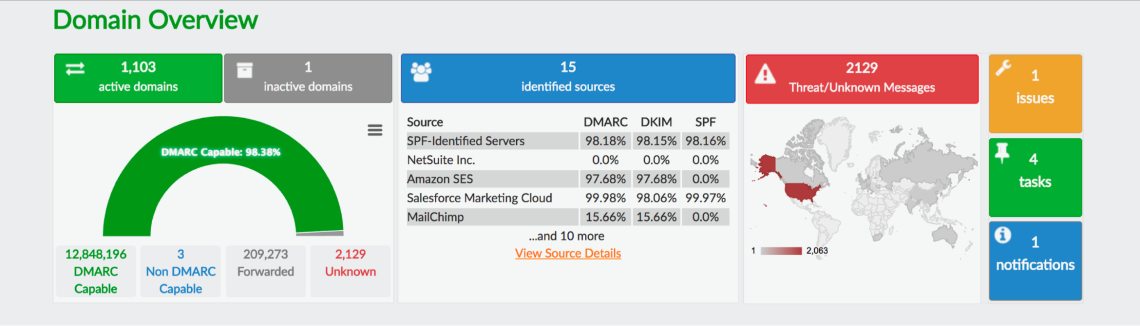 Domain Overview
1,103
active domains
1
inactive domains
DMARC Capable: 98.38%
12,848,196
DMARC
Capable
3
Non DMARC
Capable
209,273
Forwarded
2,129
Unknown
15
identified sources
Source DMARC DKIM SPF
SPF-Identified Servers 98.18% 98.15% 98.16%
NetSuite Inc. 0.0% 0.0% 0.0%
Amazon SES 97.68% 97.68% 0.0%
Salesforce Marketing Cloud 99.98% 98.06% 99.97%
MailChimp 15.66% 15.66% 0.0%
...and 10 more
View Source Details
2129
Threat/Unknown Messages
1 2,063
1
issues
4
tasks
1
notifications